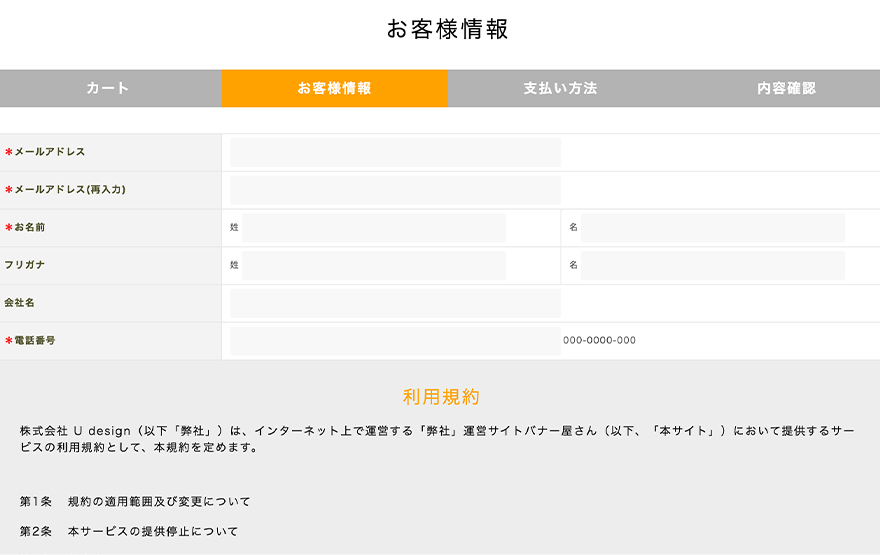 お客様情報
カート お客様情報 支払い方法 内容確認
*メールアドレス
*メールアドレス(再入力)
*お名前 姓 名
フリガナ 姓 名
会社名
*電話番号 000-0000-000
利用規約
株式会社 U design（以下「弊社」）は、インターネット上で運営する「弊社」運営サイトバナー屋さん（以下、「本サイト」）において提供するサー
ビスの利用規約として、本規約を定めます。
第1条 規約の適用範囲及び変更について
第2条 本サービスの提供停止について